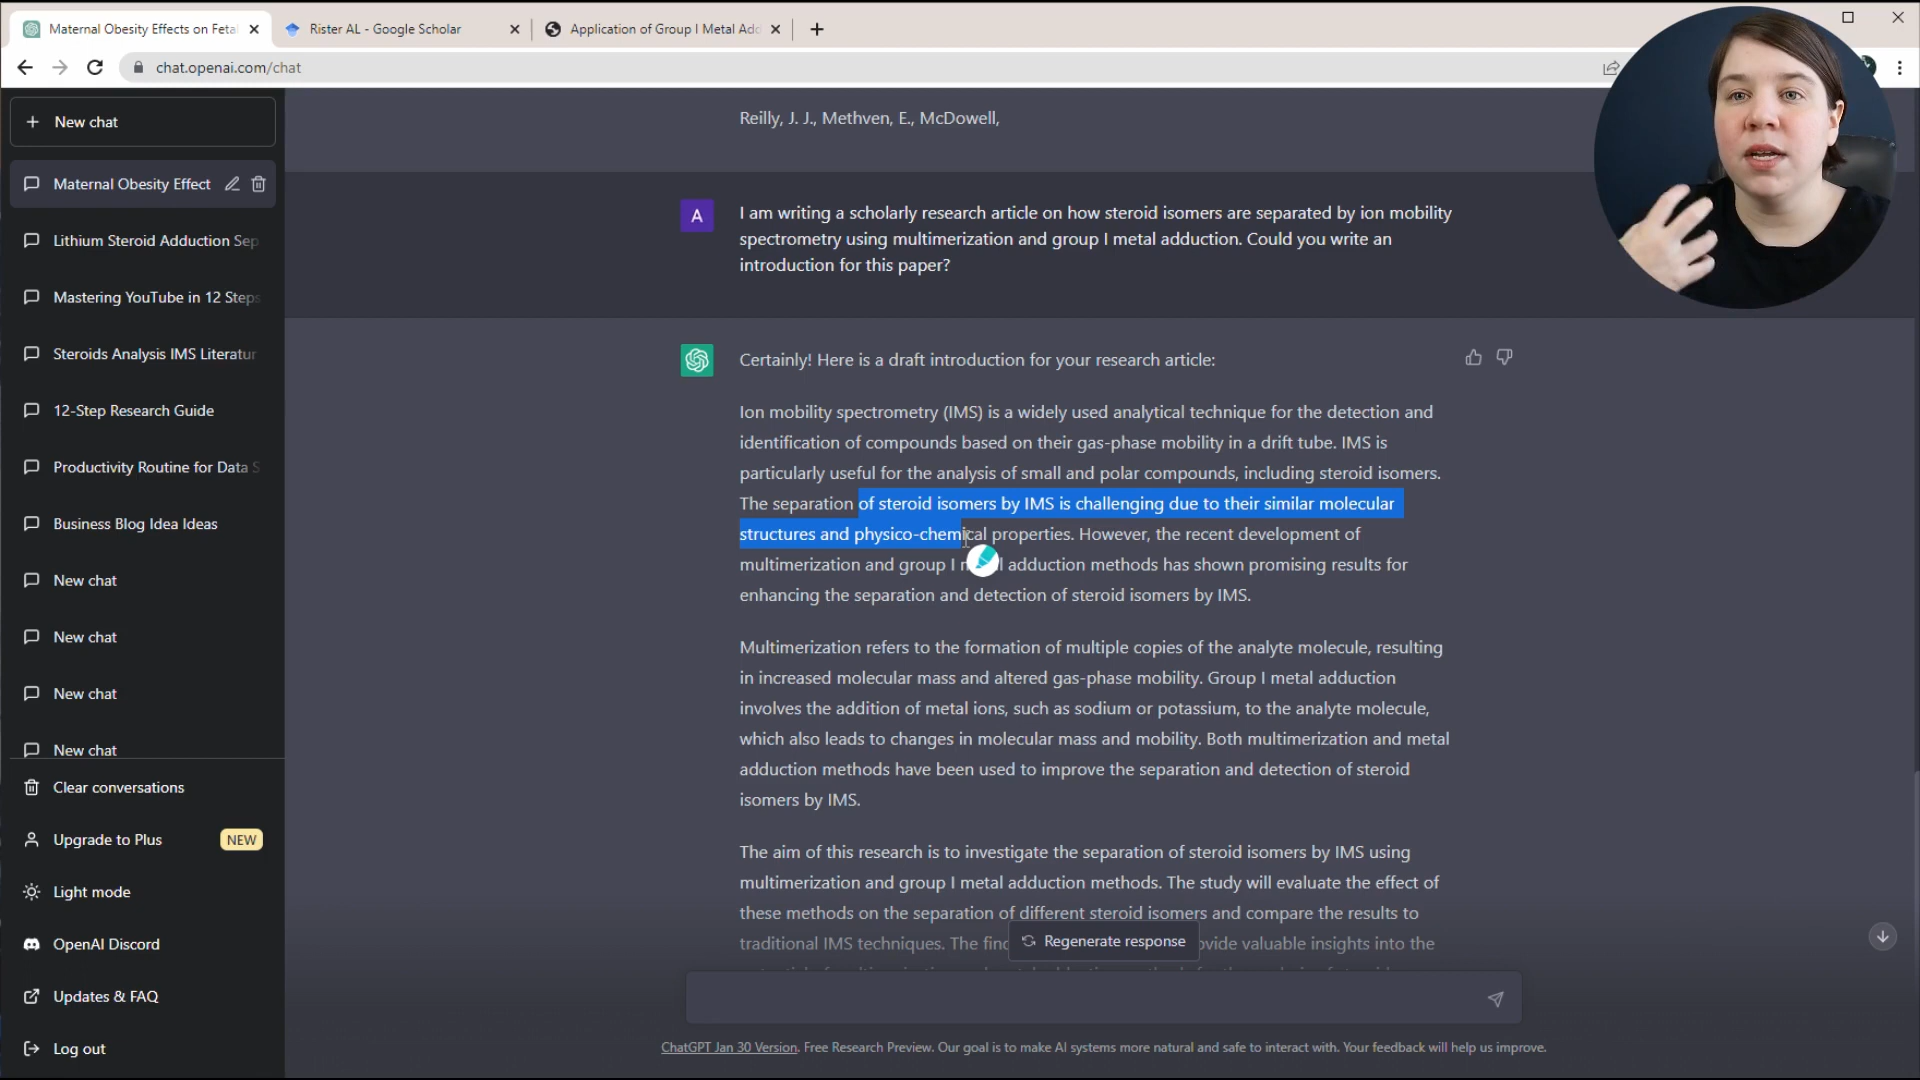 Maternal Obesity Effects on Feta
Rister AL - Google Scholar
Application of Group I Metal Add
chat.openai.com/chat
New chat
Maternal Obesity Effect
Lithium Steroid Adduction Sep
Mastering YouTube in 12 Steps
Steroids Analysis IMS Literatur
12-Step Research Guide
Productivity Routine for Data S
Business Blog Idea Ideas
New chat
New chat
New chat
New chat
Clear conversations
Upgrade to Plus NEW
Light mode
OpenAI Discord
Updates & FAQ
Log out
Reilly, J. J., Methven, E., McDowell,
A
I am writing a scholarly research article on how steroid isomers are separated by ion mobility
spectrometry using multimerization and group I metal adduction. Could you write an
introduction for this paper?
Certainly! Here is a draft introduction for your research article:
Ion mobility spectrometry (IMS) is a widely used analytical technique for the detection and
identification of compounds based on their gas-phase mobility in a drift tube. IMS is
particularly useful for the analysis of small and polar compounds, including steroid isomers.
The separation of steroid isomers by IMS is challenging due to their similar molecular
structures and physico-chemical properties. However, the recent development of
multimerization and group I adduction methods has shown promising results for
enhancing the separation and detection of steroid isomers by IMS.
Multimerization refers to the formation of multiple copies of the analyte molecule, resulting
in increased molecular mass and altered gas-phase mobility. Group I metal adduction
involves the addition of metal ions, such as sodium or potassium, to the analyte molecule,
which also leads to changes in molecular mass and mobility. Both multimerization and metal
adduction methods have been used to improve the separation and detection of steroid
isomers by IMS.
The aim of this research is to investigate the separation of steroid isomers by IMS using
multimerization and group I metal adduction methods. The study will evaluate the effect of
these methods on the separation of different steroid isomers and compare the results to
traditional IMS techniques. The find ovide valuable insights into the
Regenerate response
ChatGPT Jan 30 Version. Free Research Preview. Our goal is to make AI systems more natural and safe to interact with. Your feedback will help us improve.